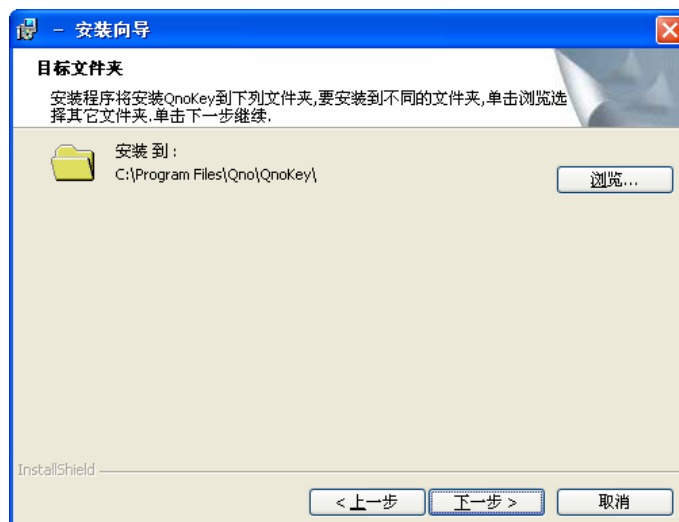 - 安装向导
目标文件夹
安装程序将安装QnoKey到下列文件夹,要安装到不同的文件夹,单击浏览选
择其它文件夹.单击下一步继续.
安装 到 :
C:\Program Files\Qno\QnoKey\
浏览...
InstallShield
< 上一步
下一步 >
取消